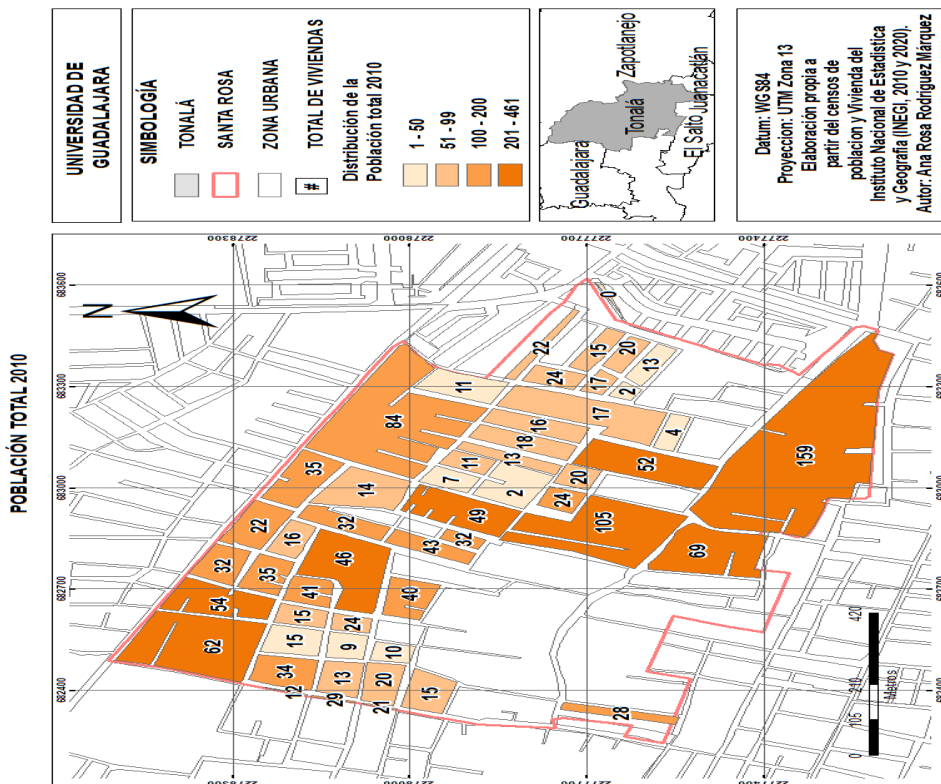 POBLACIÓN TOTAL 2010
UNIVERSIDAD DE
GUADALAJARA
SIMBOLOGÍA
TONALÁ
SANTA ROSA
ZONA URBANA
# TOTAL DE VIVIENDAS
Distribución de la
Población total 2010
1 - 50
51 - 99
100 - 200
201 - 461
Guadalajara
Zapotlanejo
Tonalá
El Salto
Juanacatlán
Datum: WGS84
Proyeccion: UTM Zona 13
Elaboración propia a
partir del censos de
poblacion y Vivienda del
Instituto Nacional de Estadística
y Geografía (INEGI, 2010 y 2020).
Autor: Ana Rosa Rodríguez Márquez
N
683600
683300
683000
682700
682400
2278300
2278000
2277700
2277400
0
22
15
20
13
24
17
2
11
84
16
18
17
4
35
11
13
20
52
159
14
7
2
24
22
32
49
105
16
43
32
69
32
35
46
54
41
40
15
24
62
15
9
10
34
13
20
15
12
29
21
28
0 105 210 420
Metros